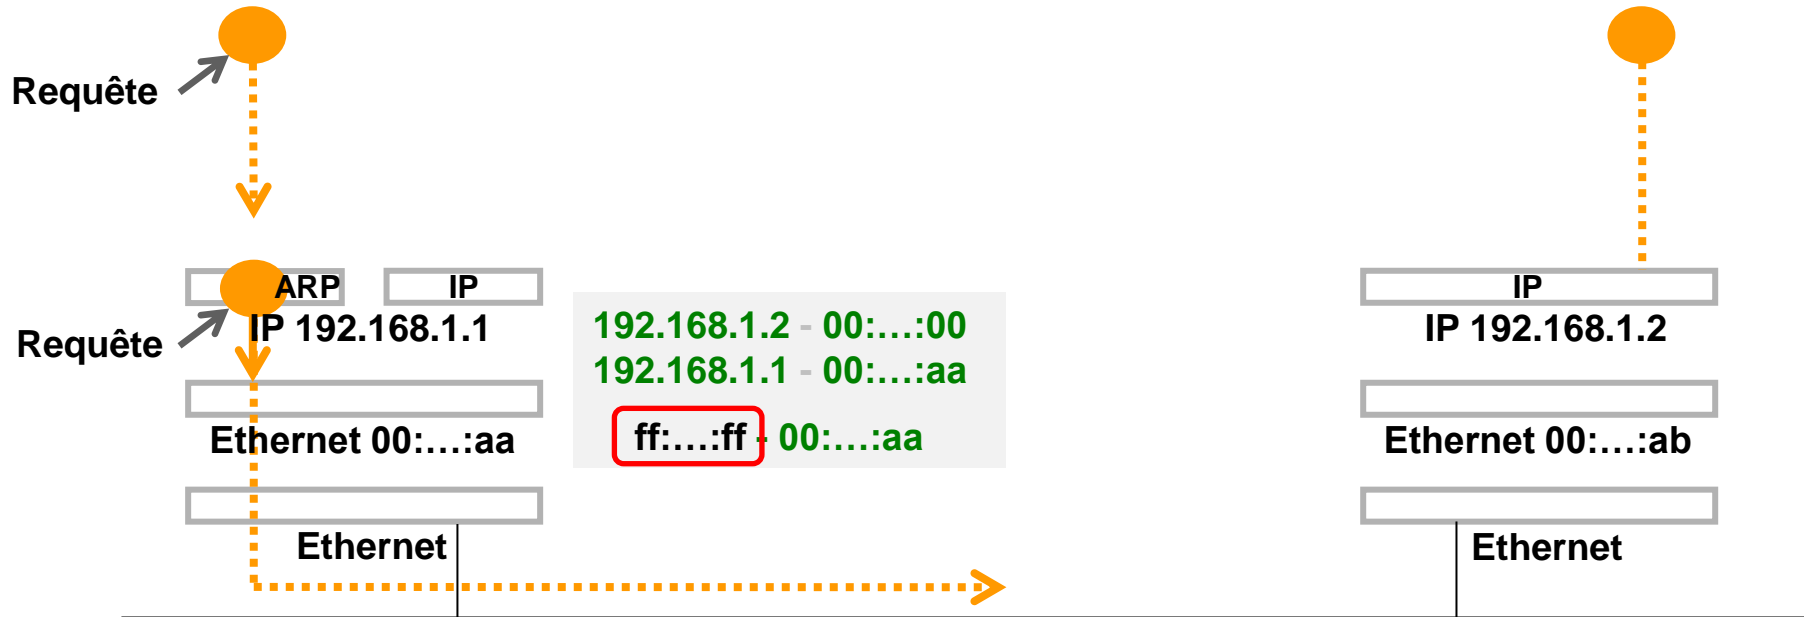 Requête
ARP
IP
IP
IP 192.168.1.1
192.168.1.2 - 00:…:00
IP 192.168.1.2
Requête
192.168.1.1 - 00:…:aa
Ethernet 00:…:aa
ff:…:ff - 00:…:aa
Ethernet 00:…:ab
Ethernet
Ethernet